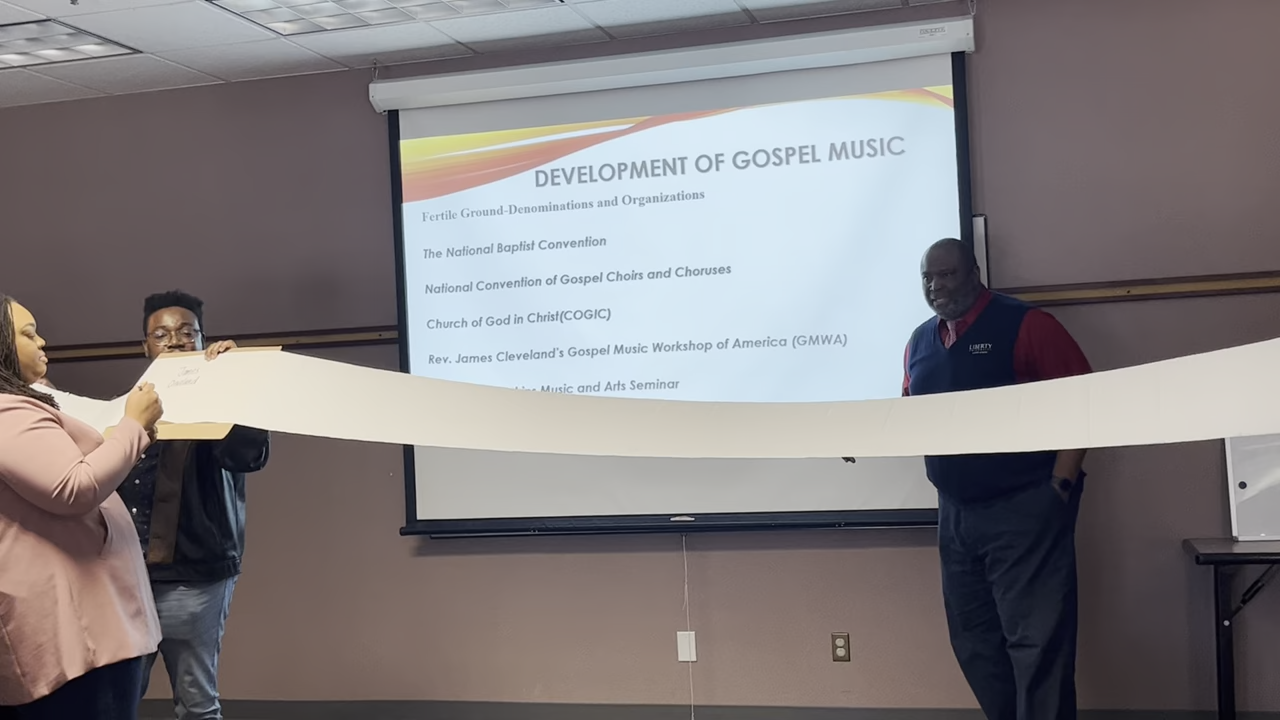 DEVELOPMENT OF GOSPEL MUSIC
Fertile Ground-Denominations and Organizations
The National Baptist Convention
National Convention of Gospel Choirs and Choruses
Church of God in Christ(COGIC)
Rev. James Cleveland's Gospel Music Workshop of America (GMWA)
Music and Arts Seminar
LIBERTY
James
Cleveland